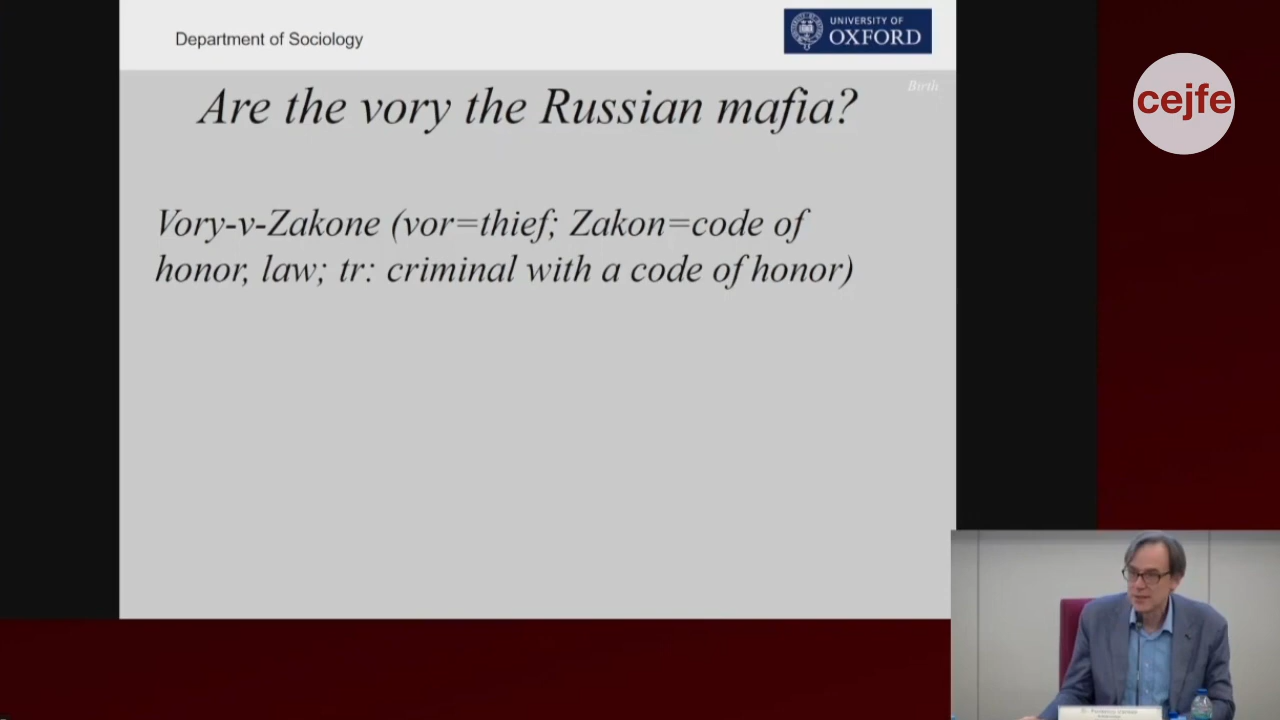 Department of Sociology
UNIVERSITY OF
OXFORD
Birth
Are the vory the Russian mafia?
Vory-v-Zakone (vor=thief; Zakon=code of
honor, law; tr: criminal with a code of honor)
cejfe